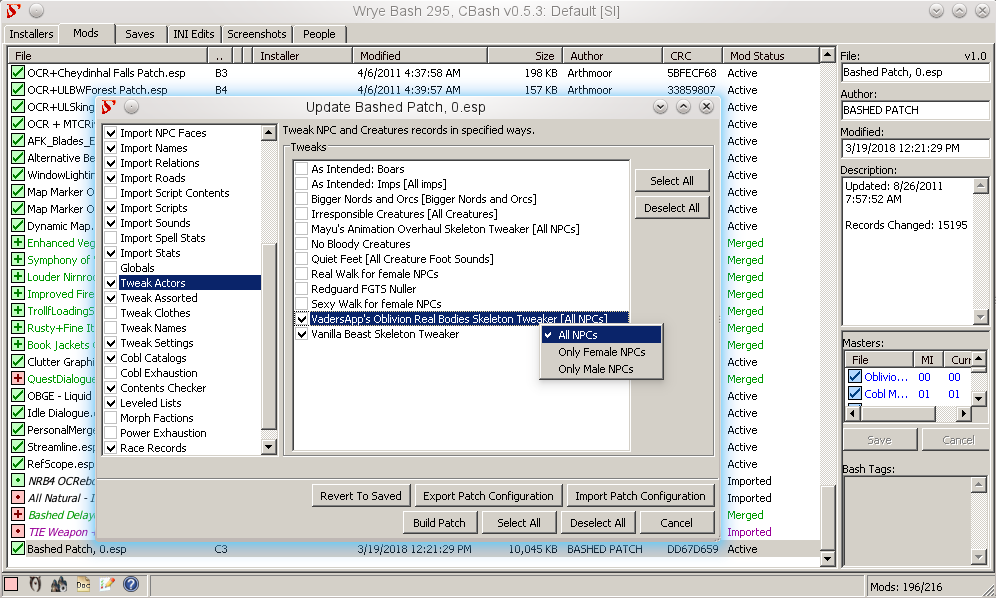 Wrye Bash 295, CBash v0.5.3: Default [SI]
Installers Mods Saves INI Edits Screenshots People
File .. Installer Modified Size Author CRC Mod Status
OCR+Cheydinhal Falls Patch.esp B3 4/6/2011 4:37:58 AM 198 KB Arthmoor 5BFECF68 Active
OCR+ULBWForest Patch.esp B4 4/6/2011 4:39:57 AM 157 KB Arthmoor 33859807 Active
OCR+ULSking Active
OCR + MTCRiv Active
AFK_Blades_E Active
Alternative Be Active
WindowLightin Active
Map Marker O Active
Map Marker O Active
Dynamic Map. Active
Enhanced Veg Merged
Symphony of Merged
Louder Nirnroo Merged
Improved Fire Merged
TrollfLoadingS Merged
Rusty+Fine It Merged
Book Jackets Merged
Clutter Graphi Active
QuestDialogue Merged
OBGE - Liquid Active
Idle Dialogue. Active
PersonalMerge Active
Streamline.esp Active
RefScope.esp Active
NRB4 OCRebo Imported
All Natural - I Imported
Bashed Delay Merged
TIE Weapon - Imported
Bashed Patch, 0.esp C3 3/19/2018 12:21:29 PM 10,045 KB BASHED PATCH DD67D659 Active
Update Bashed Patch, 0.esp
Import NPC Faces
Import Names
Import Relations
Import Roads
Import Script Contents
Import Scripts
Import Sounds
Import Spell Stats
Import Stats
Globals
Tweak Actors
Tweak Assorted
Tweak Clothes
Tweak Names
Tweak Settings
Cobl Catalogs
Cobl Exhaustion
Contents Checker
Leveled Lists
Morph Factions
Power Exhaustion
Race Records
Tweak NPC and Creatures records in specified ways.
Tweaks
As Intended: Boars
As Intended: Imps [All imps]
Bigger Nords and Orcs [Bigger Nords and Orcs]
Irresponsible Creatures [All Creatures]
Mayu's Animation Overhaul Skeleton Tweaker [All NPCs]
No Bloody Creatures
Quiet Feet [All Creature Foot Sounds]
Real Walk for female NPCs
Redguard FGTS Nuller
Sexy Walk for female NPCs
VadersApp's Oblivion Real Bodies Skeleton Tweaker [All NPCs]
Vanilla Beast Skeleton Tweaker
All NPCs
Only Female NPCs
Only Male NPCs
Select All
Deselect All
Revert To Saved Export Patch Configuration Import Patch Configuration
Build Patch Select All Deselect All Cancel
File: v1.0
Bashed Patch, 0.esp
Author:
BASHED PATCH
Modified:
3/19/2018 12:21:29 PM
Description:
Updated: 8/26/2011
7:57:52 AM
Records Changed: 15195
Masters:
File MI Curr
Oblivio... 00 00
Cobl M... 01 01
Save Cancel
Bash Tags:
Doc
Mods: 196/216